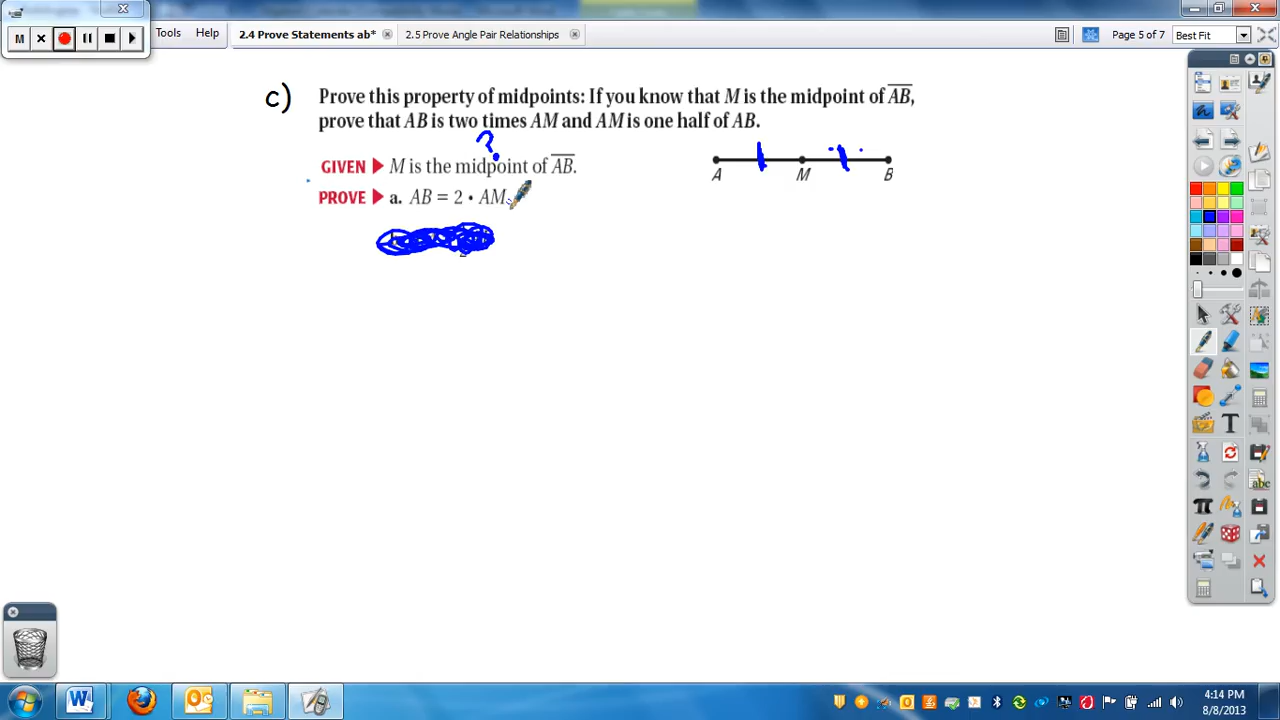 Tools Help 2.4 Prove Statements ab* 2.5 Prove Angle Pair Relationships Page 5 of 7 Best Fit
M
c) Prove this property of midpoints: If you know that M is the midpoint of AB,
prove that AB is two times AM and AM is one half of AB.
?
GIVEN ▶ M is the midpoint of AB.
A M B
PROVE ▶ a. AB = 2 • AM
T
abc
π
W
4:14 PM
8/8/2013